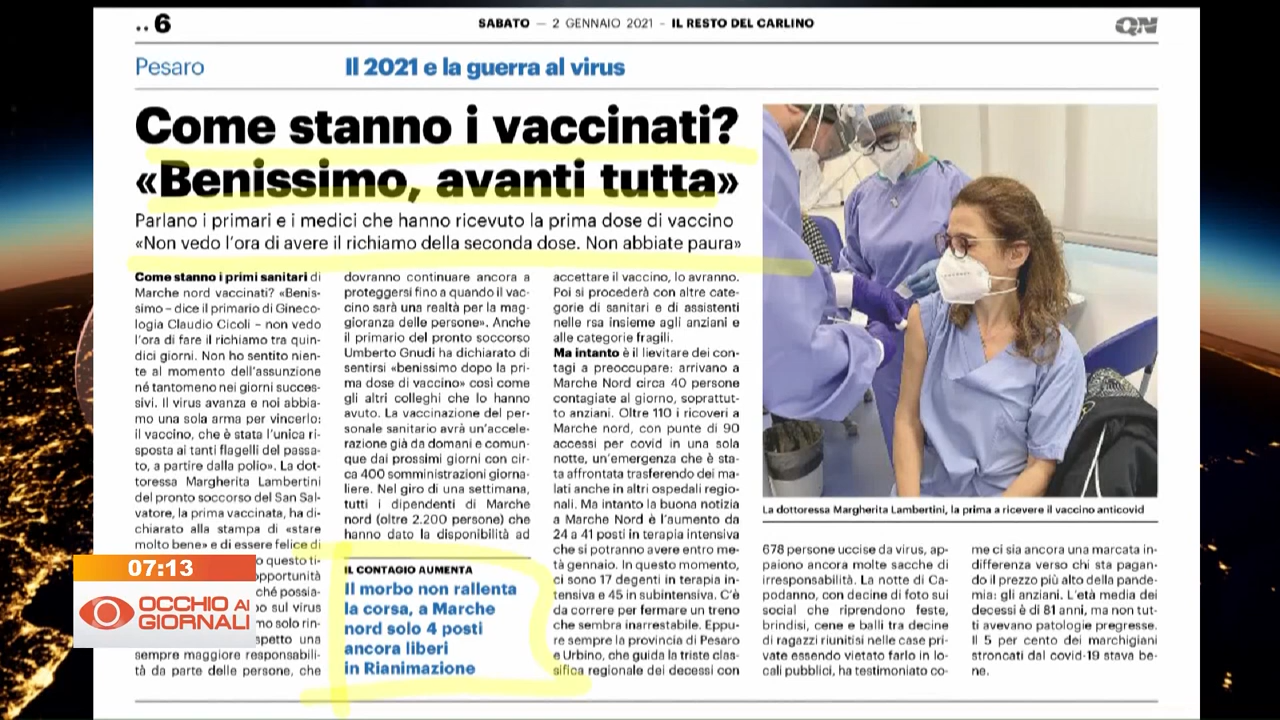 .. 6
SABATO — 2 GENNAIO 2021 – IL RESTO DEL CARLINO
QN
Pesaro
Il 2021 e la guerra al virus
Come stanno i vaccinati?
«Benissimo, avanti tutta»
Parlano i primari e i medici che hanno ricevuto la prima dose di vaccino
«Non vedo l'ora di avere il richiamo della seconda dose. Non abbiate paura»
Come stanno i primi sanitari di
Marche nord vaccinati? «Benis-
simo – dice il primario di Gineco-
logia Claudio Cicoli – non vedo
l'ora di fare il richiamo tra quin-
dici giorni. Non ho sentito nien-
te al momento dell'assunzione
né tantomeno nei giorni succes-
sivi. Il virus avanza e noi abbia-
mo una sola arma per vincerlo:
il vaccino, che è stata l'unica ri-
sposta ai tanti flagelli del passa-
to, a partire dalla polio». La dot-
toressa Margherita Lambertini
del pronto soccorso del San Sal-
vatore, la prima vaccinata, ha di-
chiarato alla stampa di «stare
molto bene» e di essere felice di
o questo ti-
opportunità
ché possia-
o sul virus
mo solo rin-
spetto una
sempre maggiore responsabili-
tà da parte delle persone, che
dovranno continuare ancora a
proteggersi fino a quando il vac-
cino sarà una realtà per la mag-
gioranza delle persone». Anche
il primario del pronto soccorso
Umberto Gnudi ha dichiarato di
sentirsi «benissimo dopo la pri-
ma dose di vaccino» così come
gli altri colleghi che lo hanno
avuto. La vaccinazione del per-
sonale sanitario avrà un'accele-
razione già da domani e comun-
que dai prossimi giorni con cir-
ca 400 somministrazioni giorna-
liere. Nel giro di una settimana,
tutti i dipendenti di Marche
nord (oltre 2.200 persone) che
hanno dato la disponibilità ad
IL CONTAGIO AUMENTA
Il morbo non rallenta
la corsa, a Marche
nord solo 4 posti
ancora liberi
in Rianimazione
accettare il vaccino, lo avranno.
Poi si procederà con altre cate-
gorie di sanitari e di assistenti
nelle rsa insieme agli anziani e
alle categorie fragili.
Ma intanto è il lievitare dei con-
tagi a preoccupare: arrivano a
Marche Nord circa 40 persone
contagiate al giorno, soprattut-
to anziani. Oltre 110 i ricoveri a
Marche nord, con punte di 90
accessi per covid in una sola
notte, un'emergenza che è sta-
ta affrontata trasferendo dei ma-
lati anche in altri ospedali regio-
nali. Ma intanto la buona notizia
a Marche Nord è l'aumento da
24 a 41 posti in terapia intensiva
che si potranno avere entro me-
tà gennaio. In questo momento,
ci sono 17 degenti in terapia in-
tensiva e 45 in subintensiva. C'è
da correre per fermare un treno
che sembra inarrestabile. Eppu-
re sempre la provincia di Pesaro
e Urbino, che guida la triste clas-
sifica regionale dei decessi con
La dottoressa Margherita Lambertini, la prima a ricevere il vaccino anticovid
678 persone uccise da virus, ap-
paiono ancora molte sacche di
irresponsabilità. La notte di Ca-
podanno, con decine di foto sui
social che riprendono feste,
brindisi, cene e balli tra decine
di ragazzi riunitisi nelle case pri-
vate essendo vietato farlo in lo-
cali pubblici, ha testimoniato co-
me ci sia ancora una marcata in-
differenza verso chi sta pagan-
do il prezzo più alto della pande-
mia: gli anziani. L'età media dei
decessi è di 81 anni, ma non tut-
ti avevano patologie pregresse.
Il 5 per cento dei marchigiani
stroncati dal covid-19 stava be-
ne.
07:13
OCCHIO AI
GIORNALI